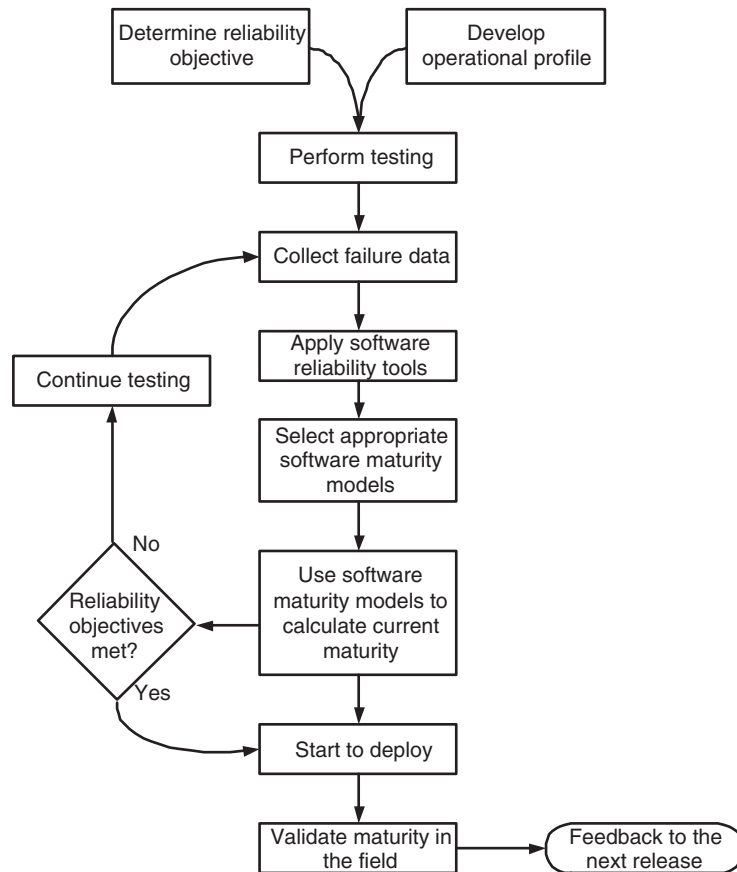 Determine reliability
objective
Develop
operational profile
Perform testing
Collect failure data
Apply software
reliability tools
Continue testing
Select appropriate
software maturity
models
No
Use software
maturity models to
calculate current
maturity
Reliability
objectives
met?
Yes
Start to deploy
Validate maturity in
the field
Feedback to the
next release